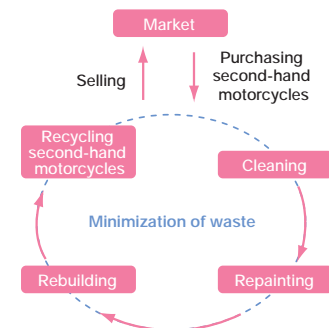 Market
Selling
Purchasing
second-hand
motorcycles
Recycling
second-hand
motorcycles
Cleaning
Minimization of waste
Rebuilding
Repainting